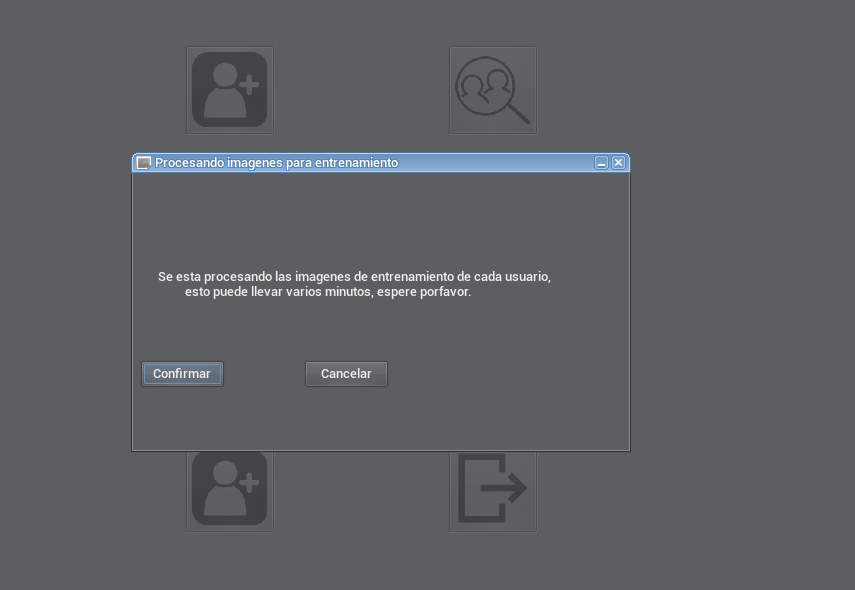 Procesando imagenes para entrenamiento
Se esta procesando las imagenes de entrenamiento de cada usuario,
esto puede llevar varios minutos, espere porfavor.
Confirmar
Cancelar